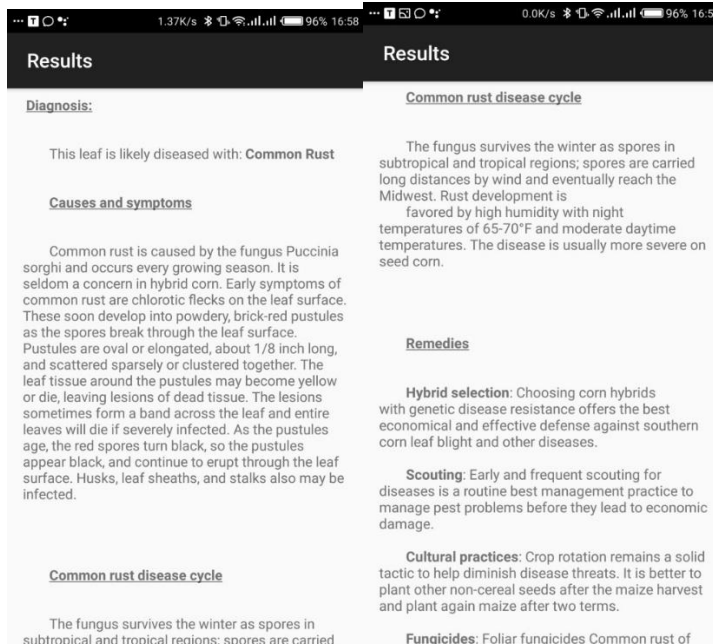 1.37K/s 96% 16:58
Results
Diagnosis:
This leaf is likely diseased with: Common Rust
Causes and symptoms
Common rust is caused by the fungus Puccinia
sorghi and occurs every growing season. It is
seldom a concern in hybrid corn. Early symptoms of
common rust are chlorotic flecks on the leaf surface.
These soon develop into powdery, brick-red pustules
as the spores break through the leaf surface.
Pustules are oval or elongated, about 1/8 inch long,
and scattered sparsely or clustered together. The
leaf tissue around the pustules may become yellow
or die, leaving lesions of dead tissue. The lesions
sometimes form a band across the leaf and entire
leaves will die if severely infected. As the pustules
age, the red spores turn black, so the pustules
appear black, and continue to erupt through the leaf
surface. Husks, leaf sheaths, and stalks also may be
infected.
Common rust disease cycle
The fungus survives the winter as spores in
subtropical and tropical regions; spores are carried
0.0K/s 96% 16:5
Results
Common rust disease cycle
The fungus survives the winter as spores in
subtropical and tropical regions; spores are carried
long distances by wind and eventually reach the
Midwest. Rust development is
favored by high humidity with night
temperatures of 65-70°F and moderate daytime
temperatures. The disease is usually more severe on
seed corn.
Remedies
Hybrid selection: Choosing corn hybrids
with genetic disease resistance offers the best
economical and effective defense against southern
corn leaf blight and other diseases.
Scouting: Early and frequent scouting for
diseases is a routine best management practice to
manage pest problems before they lead to economic
damage.
Cultural practices: Crop rotation remains a solid
tactic to help diminish disease threats. It is better to
plant other non-cereal seeds after the maize harvest
and plant again maize after two terms.
Fungicides: Foliar fungicides Common rust of